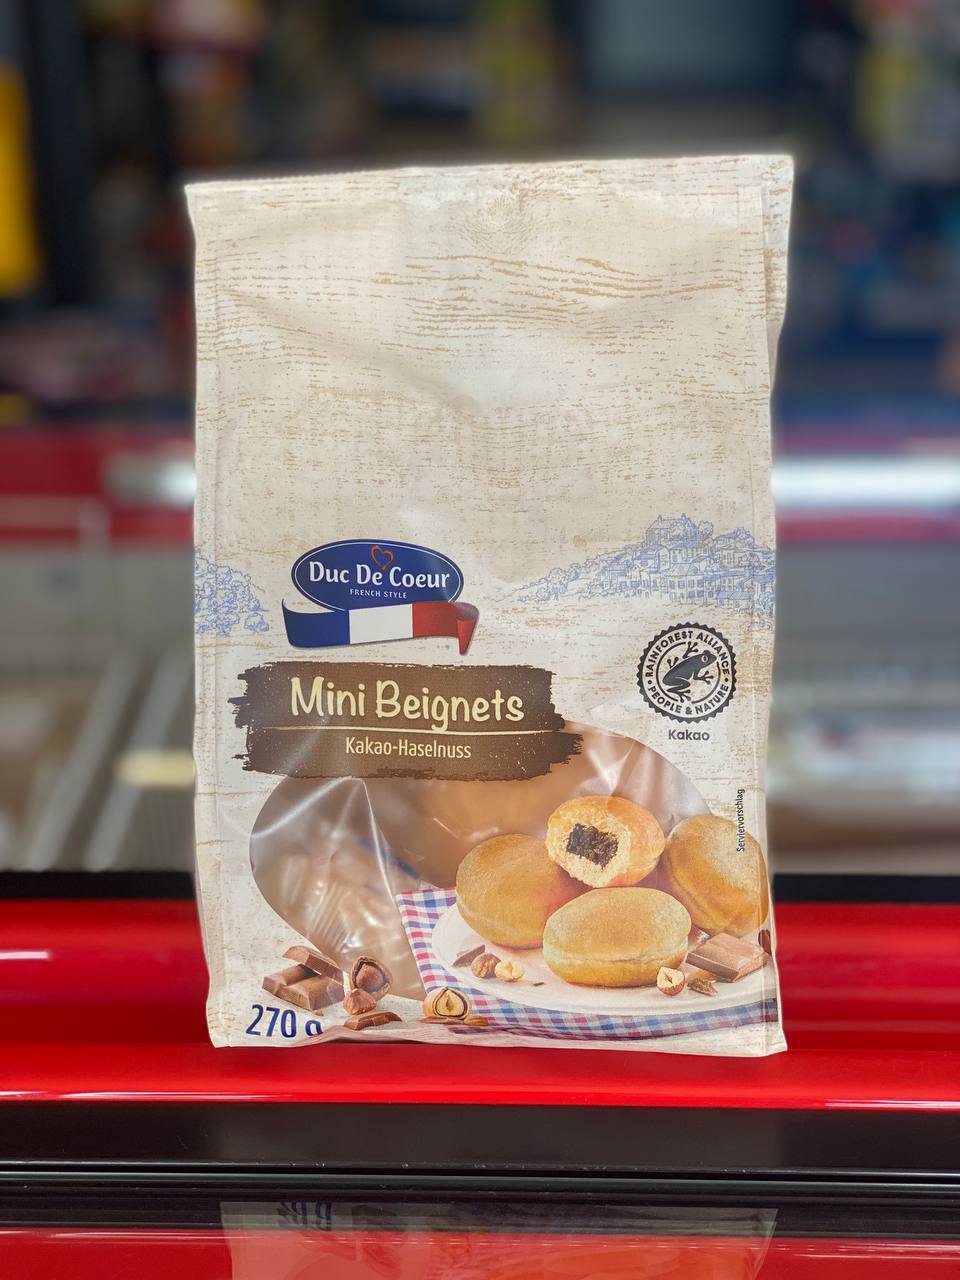 Duc De Coeur
FRENCH STYLE
Mini Beignets
Kakao-Haselnuss
RAINFOREST ALLIANCE
PEOPLE & NATURE
Kakao
Serviervorschlag
270 g